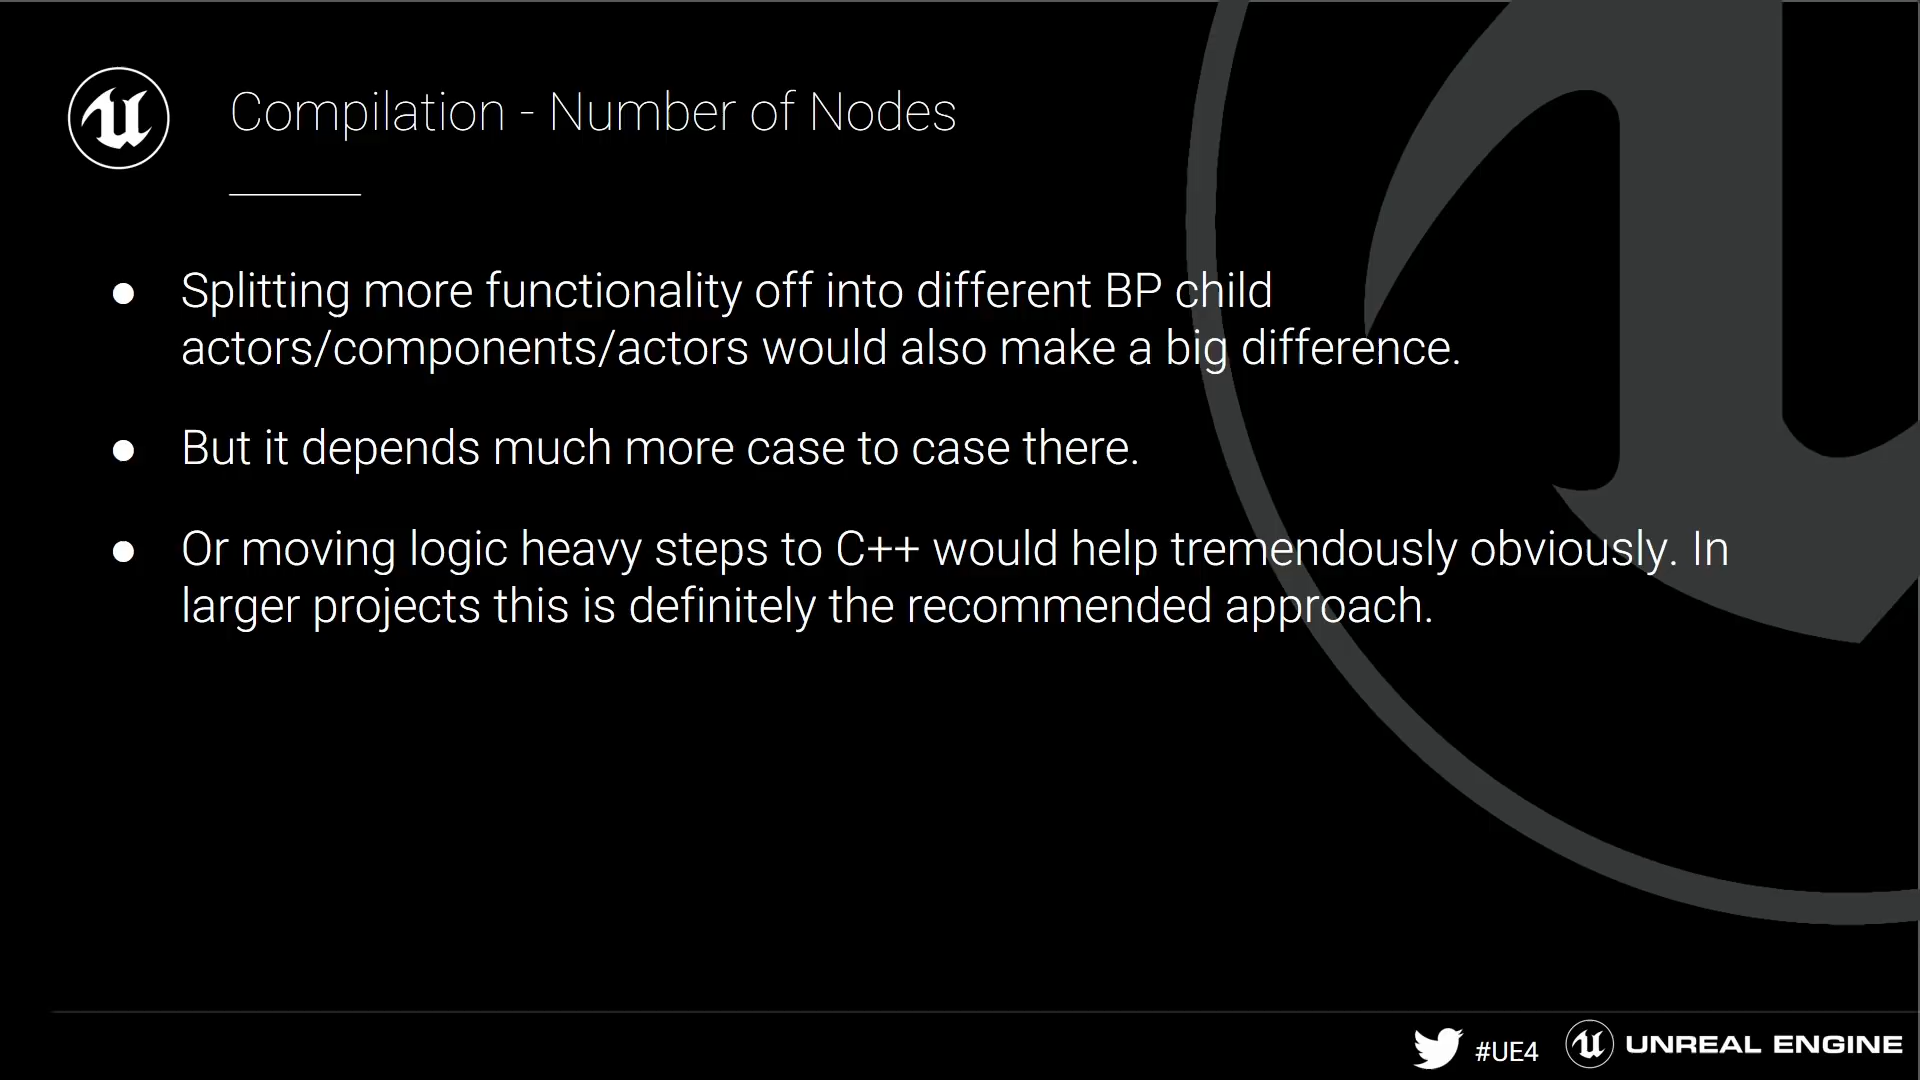 Compilation - Number of Nodes
● Splitting more functionality off into different BP child
actors/components/actors would also make a big difference.
● But it depends much more case to case there.
● Or moving logic heavy steps to C++ would help tremendously obviously. In
larger projects this is definitely the recommended approach.
#UE4
UNREAL ENGINE